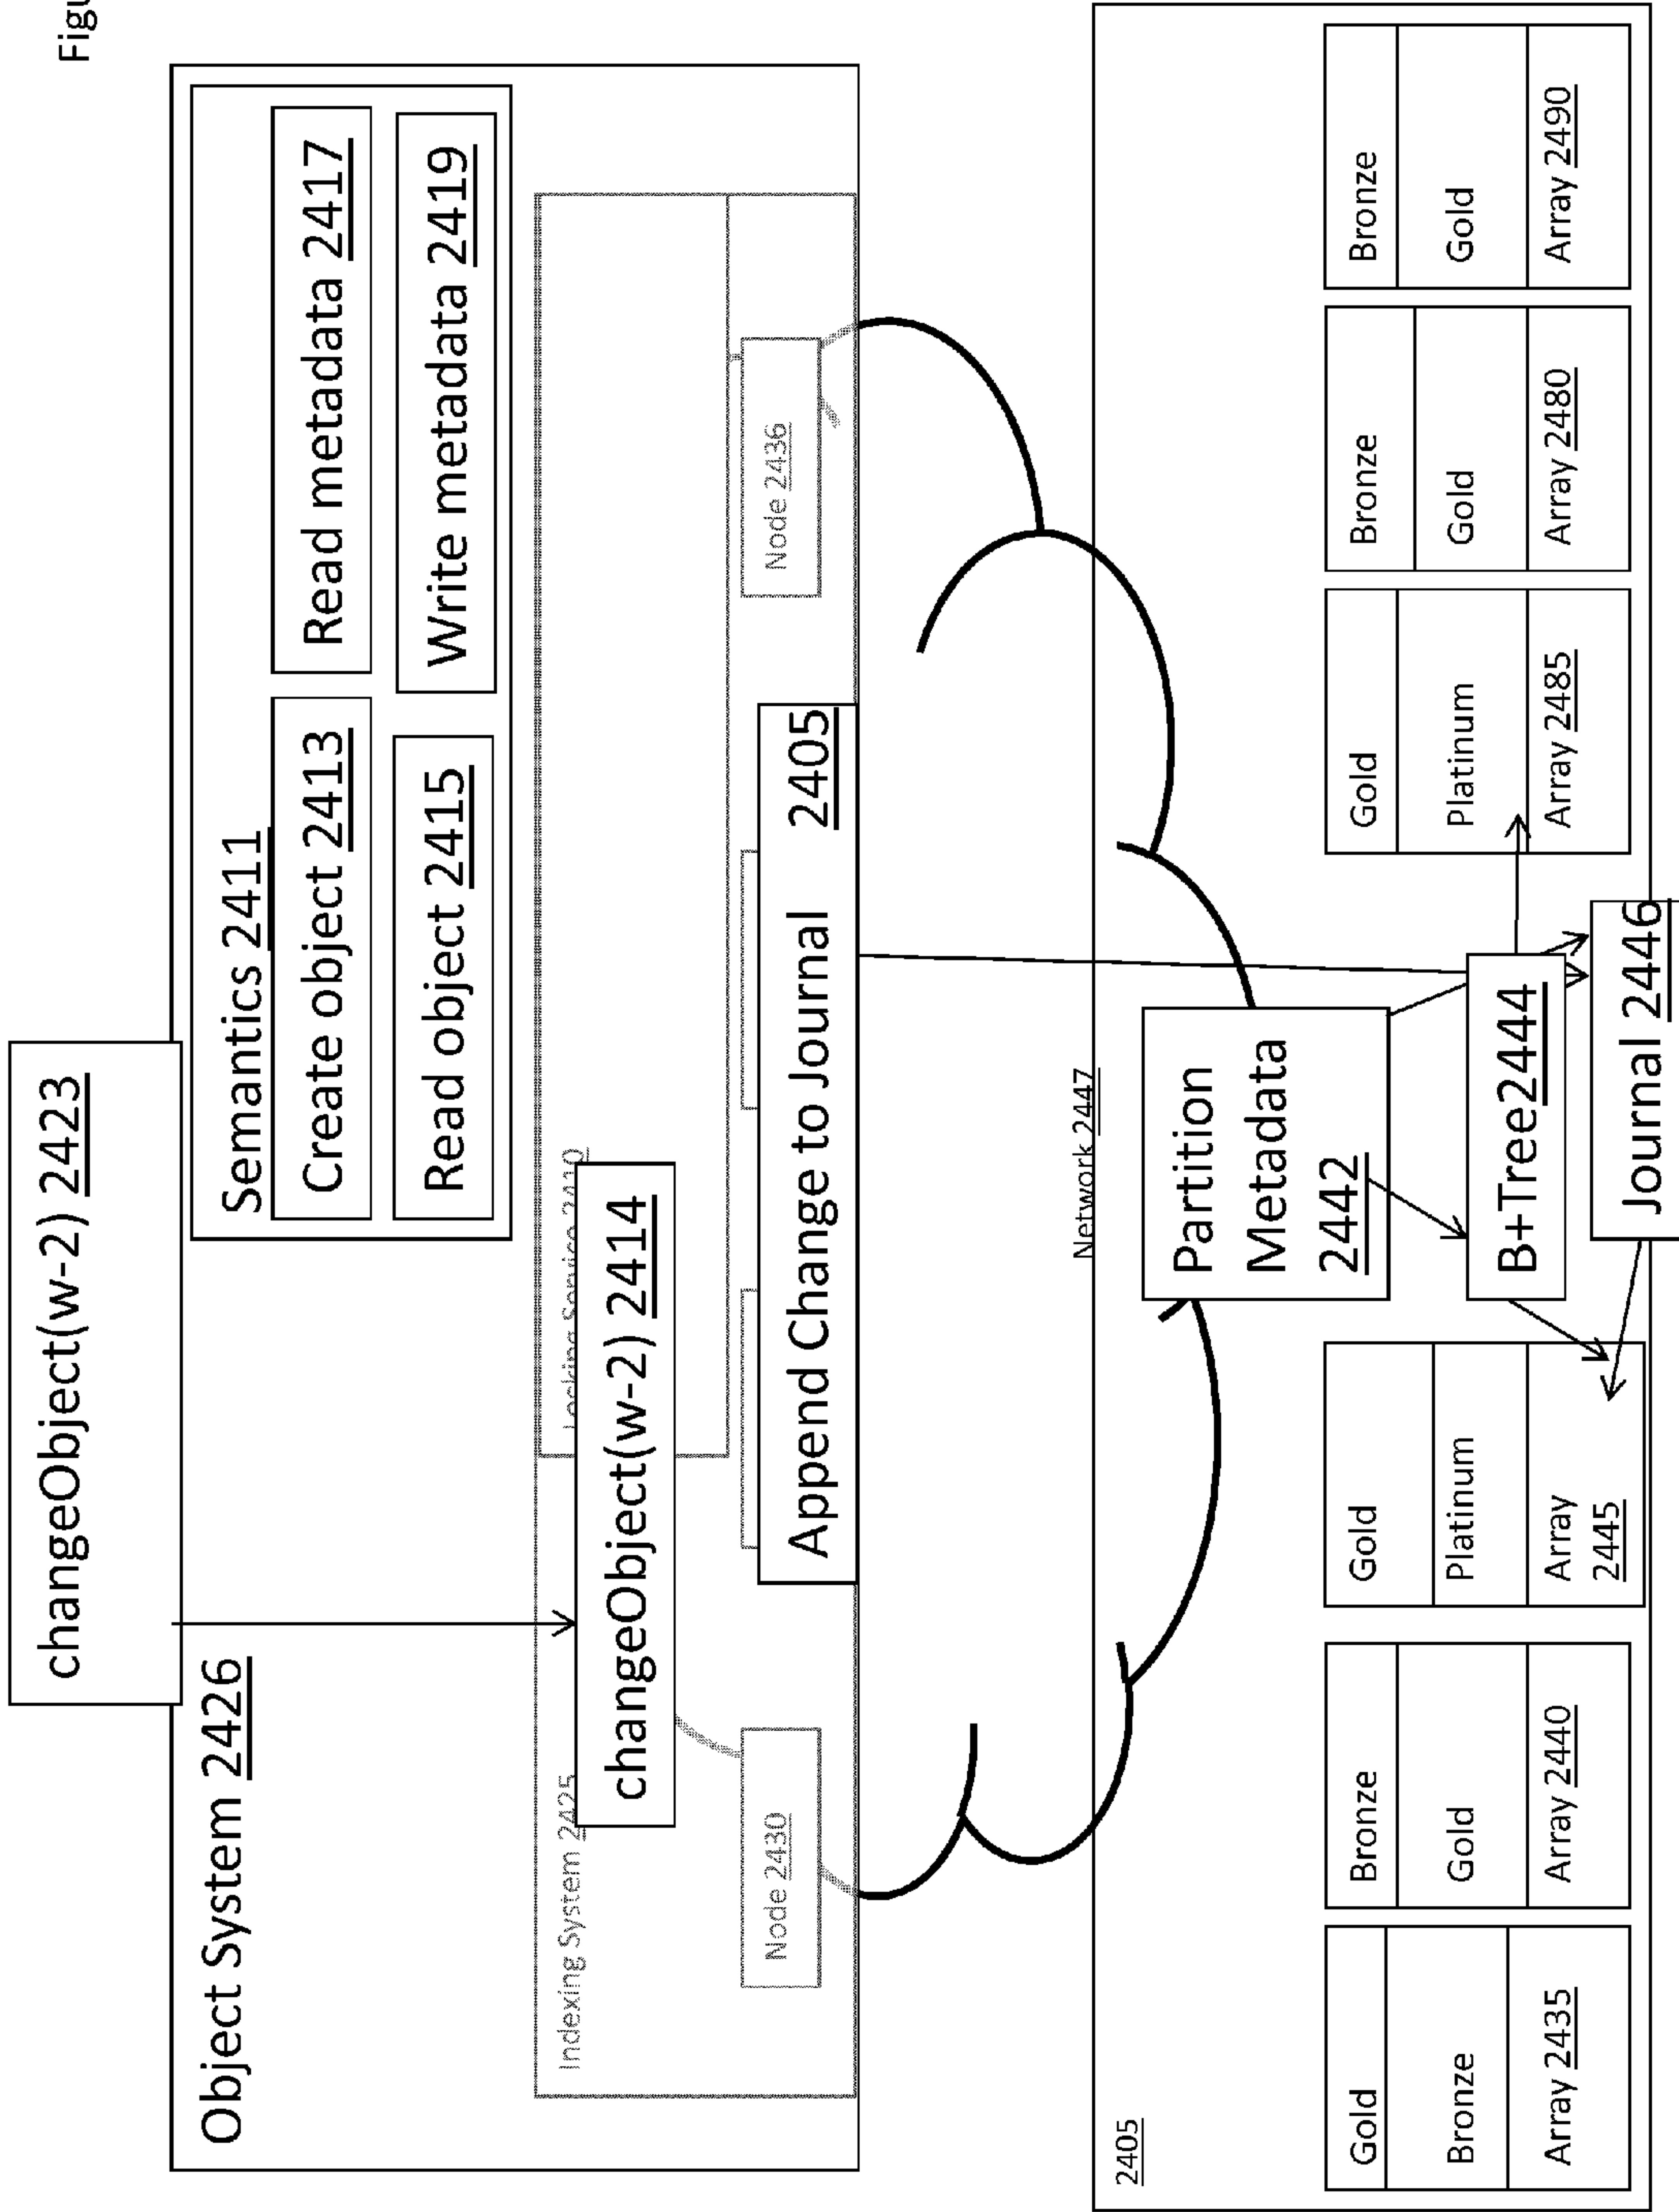 Figu
changeObject(w-2) 2423
Object System 2426
Semantics 2411
Create object 2413
Read metadata 2417
Read object 2415
Write metadata 2419
Indexing System 2425
Locking Service 2410
changeObject(w-2) 2414
Node 2430
Node 2436
Append Change to Journal 2405
Network 2447
2405
Partition
Metadata
2442
B+Tree2444
Journal 2446
Gold
Bronze
Array 2435
Bronze
Gold
Array 2440
Gold
Platinum
Array
2445
Gold
Platinum
Array 2485
Bronze
Gold
Array 2480
Bronze
Gold
Array 2490